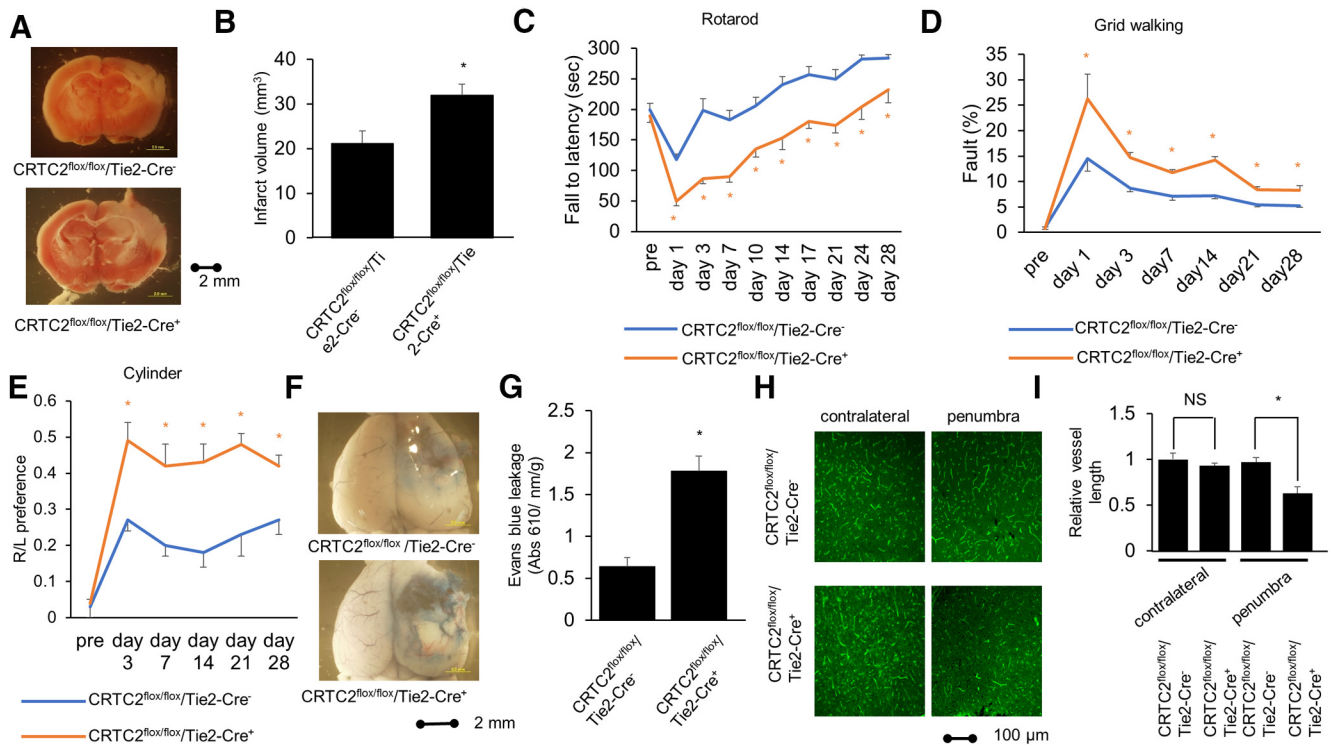 A
CRTC2flox/flox/Tie2-Cre-
CRTC2flox/flox/Tie2-Cre+
2 mm
B
Infarct volume (mm3)
40
30
20
10
0
*
CRTC2flox/flox/Ti
e2-Cre-
CRTC2flox/flox/Tie
2-Cre+
C
Rotarod
Fall to latency (sec)
300
250
200
150
100
50
0
* * * * * * * * *
pre day 1 day 3 day 7 day 10 day 14 day 17 day 21 day 24 day 28
CRTC2flox/flox/Tie2-Cre-
CRTC2flox/flox/Tie2-Cre+
D
Grid walking
Fault (%)
35
30
25
20
15
10
5
0
* * * * * *
pre day 1 day 3 day7 day14 day21 day28
CRTC2flox/flox/Tie2-Cre-
CRTC2flox/flox/Tie2-Cre+
E
Cylinder
R/L preference
0.6
0.5
0.4
0.3
0.2
0.1
0
* * * * *
pre day day day day day
3 7 14 21 28
CRTC2flox/flox/Tie2-Cre-
CRTC2flox/flox/Tie2-Cre+
F
CRTC2flox/flox /Tie2-Cre-
CRTC2flox/flox/Tie2-Cre+
2 mm
G
Evans blue leakage
(Abs 610/ nm/g)
2.5
2
1.5
1
0.5
0
*
CRTC2flox/flox/
Tie2-Cre-
CRTC2flox/flox/
Tie2-Cre+
H
contralateral penumbra
CRTC2flox/flox/
Tie2-Cre-
CRTC2flox/flox/
Tie2-Cre+
100 µm
I
NS *
Relative vessel
length
1.5
1
0.5
0
contralateral
penumbra
CRTC2flox/flox/
Tie2-Cre-
CRTC2flox/flox/
Tie2-Cre+
CRTC2flox/flox/
Tie2-Cre-
CRTC2flox/flox/
Tie2-Cre+